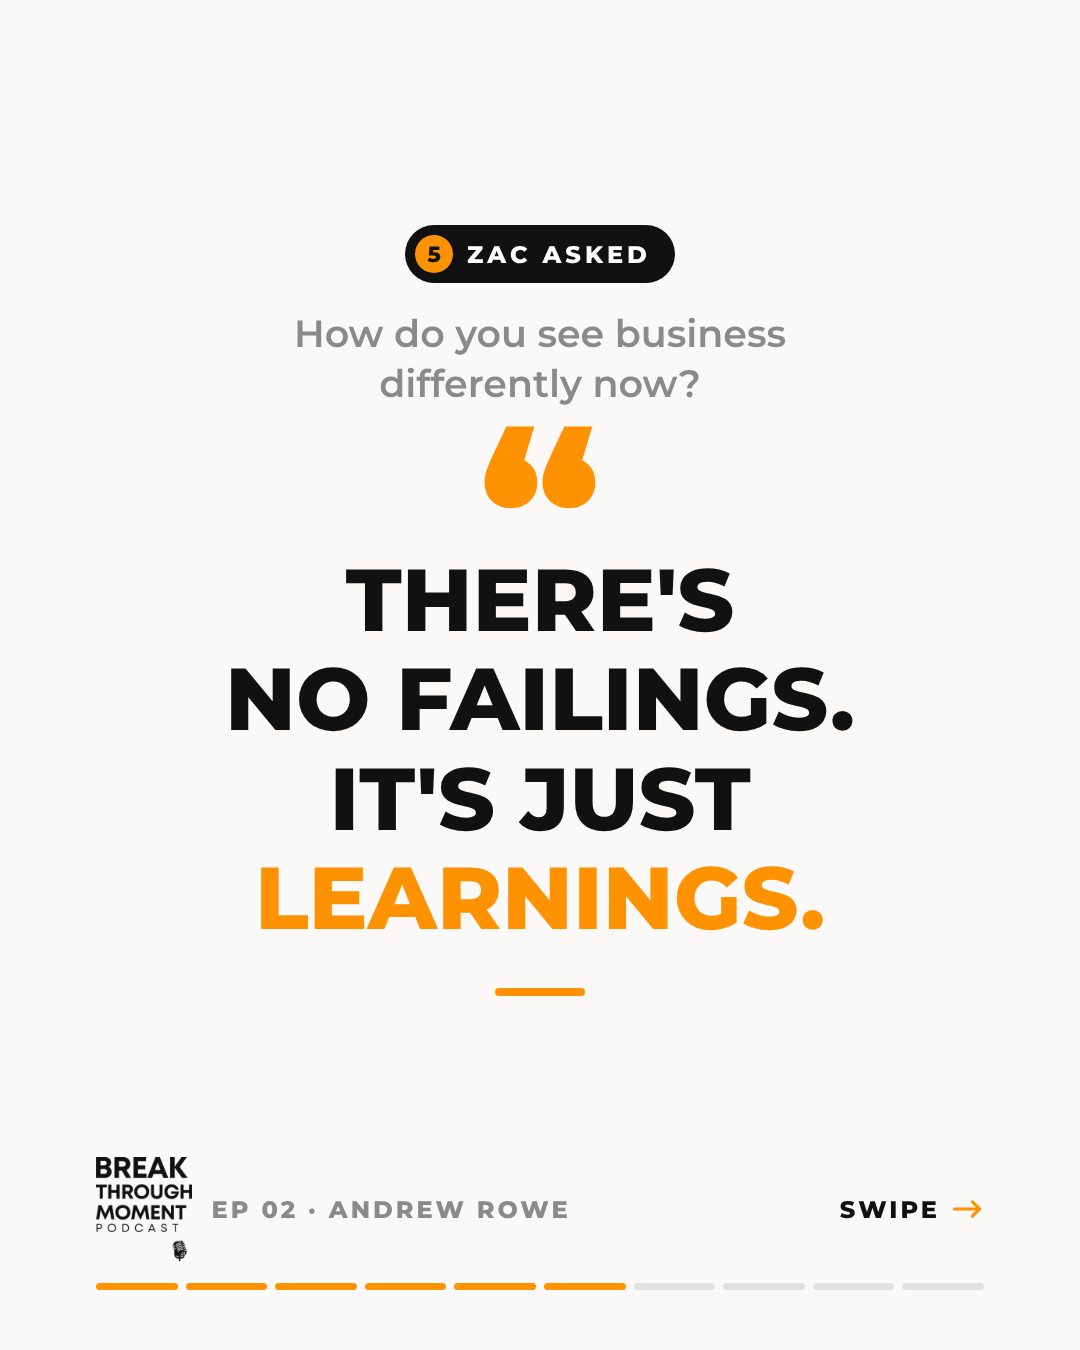 5 ZAC ASKED
How do you see business
differently now?
“
THERE'S
NO FAILINGS.
IT'S JUST
LEARNINGS.
BREAK
THROUGH
MOMENT
PODCAST
EP 02 · ANDREW ROWE
SWIPE →